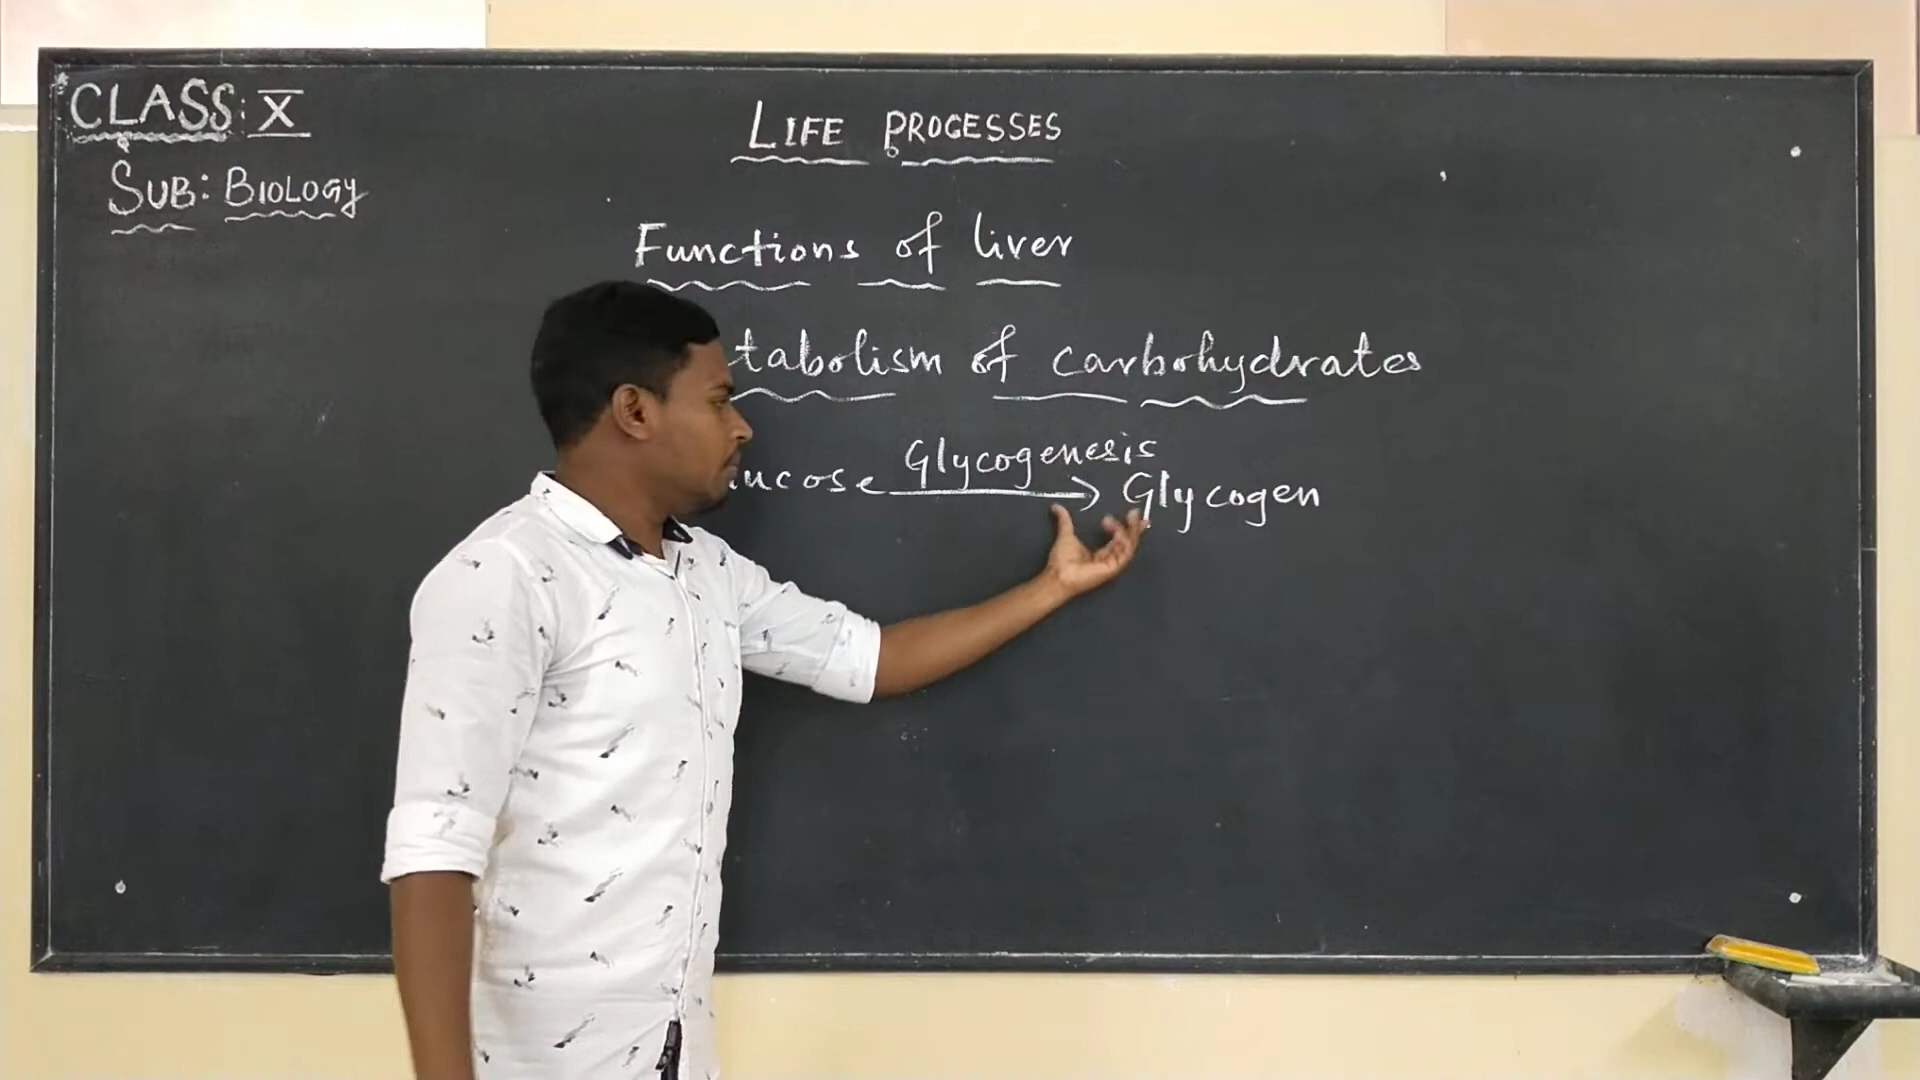 CLASS: X
SUB: BIOLOGY
LIFE PROCESSES
Functions of liver
tabolism of carbohydrates
Glycogenesis
ucose → Glycogen